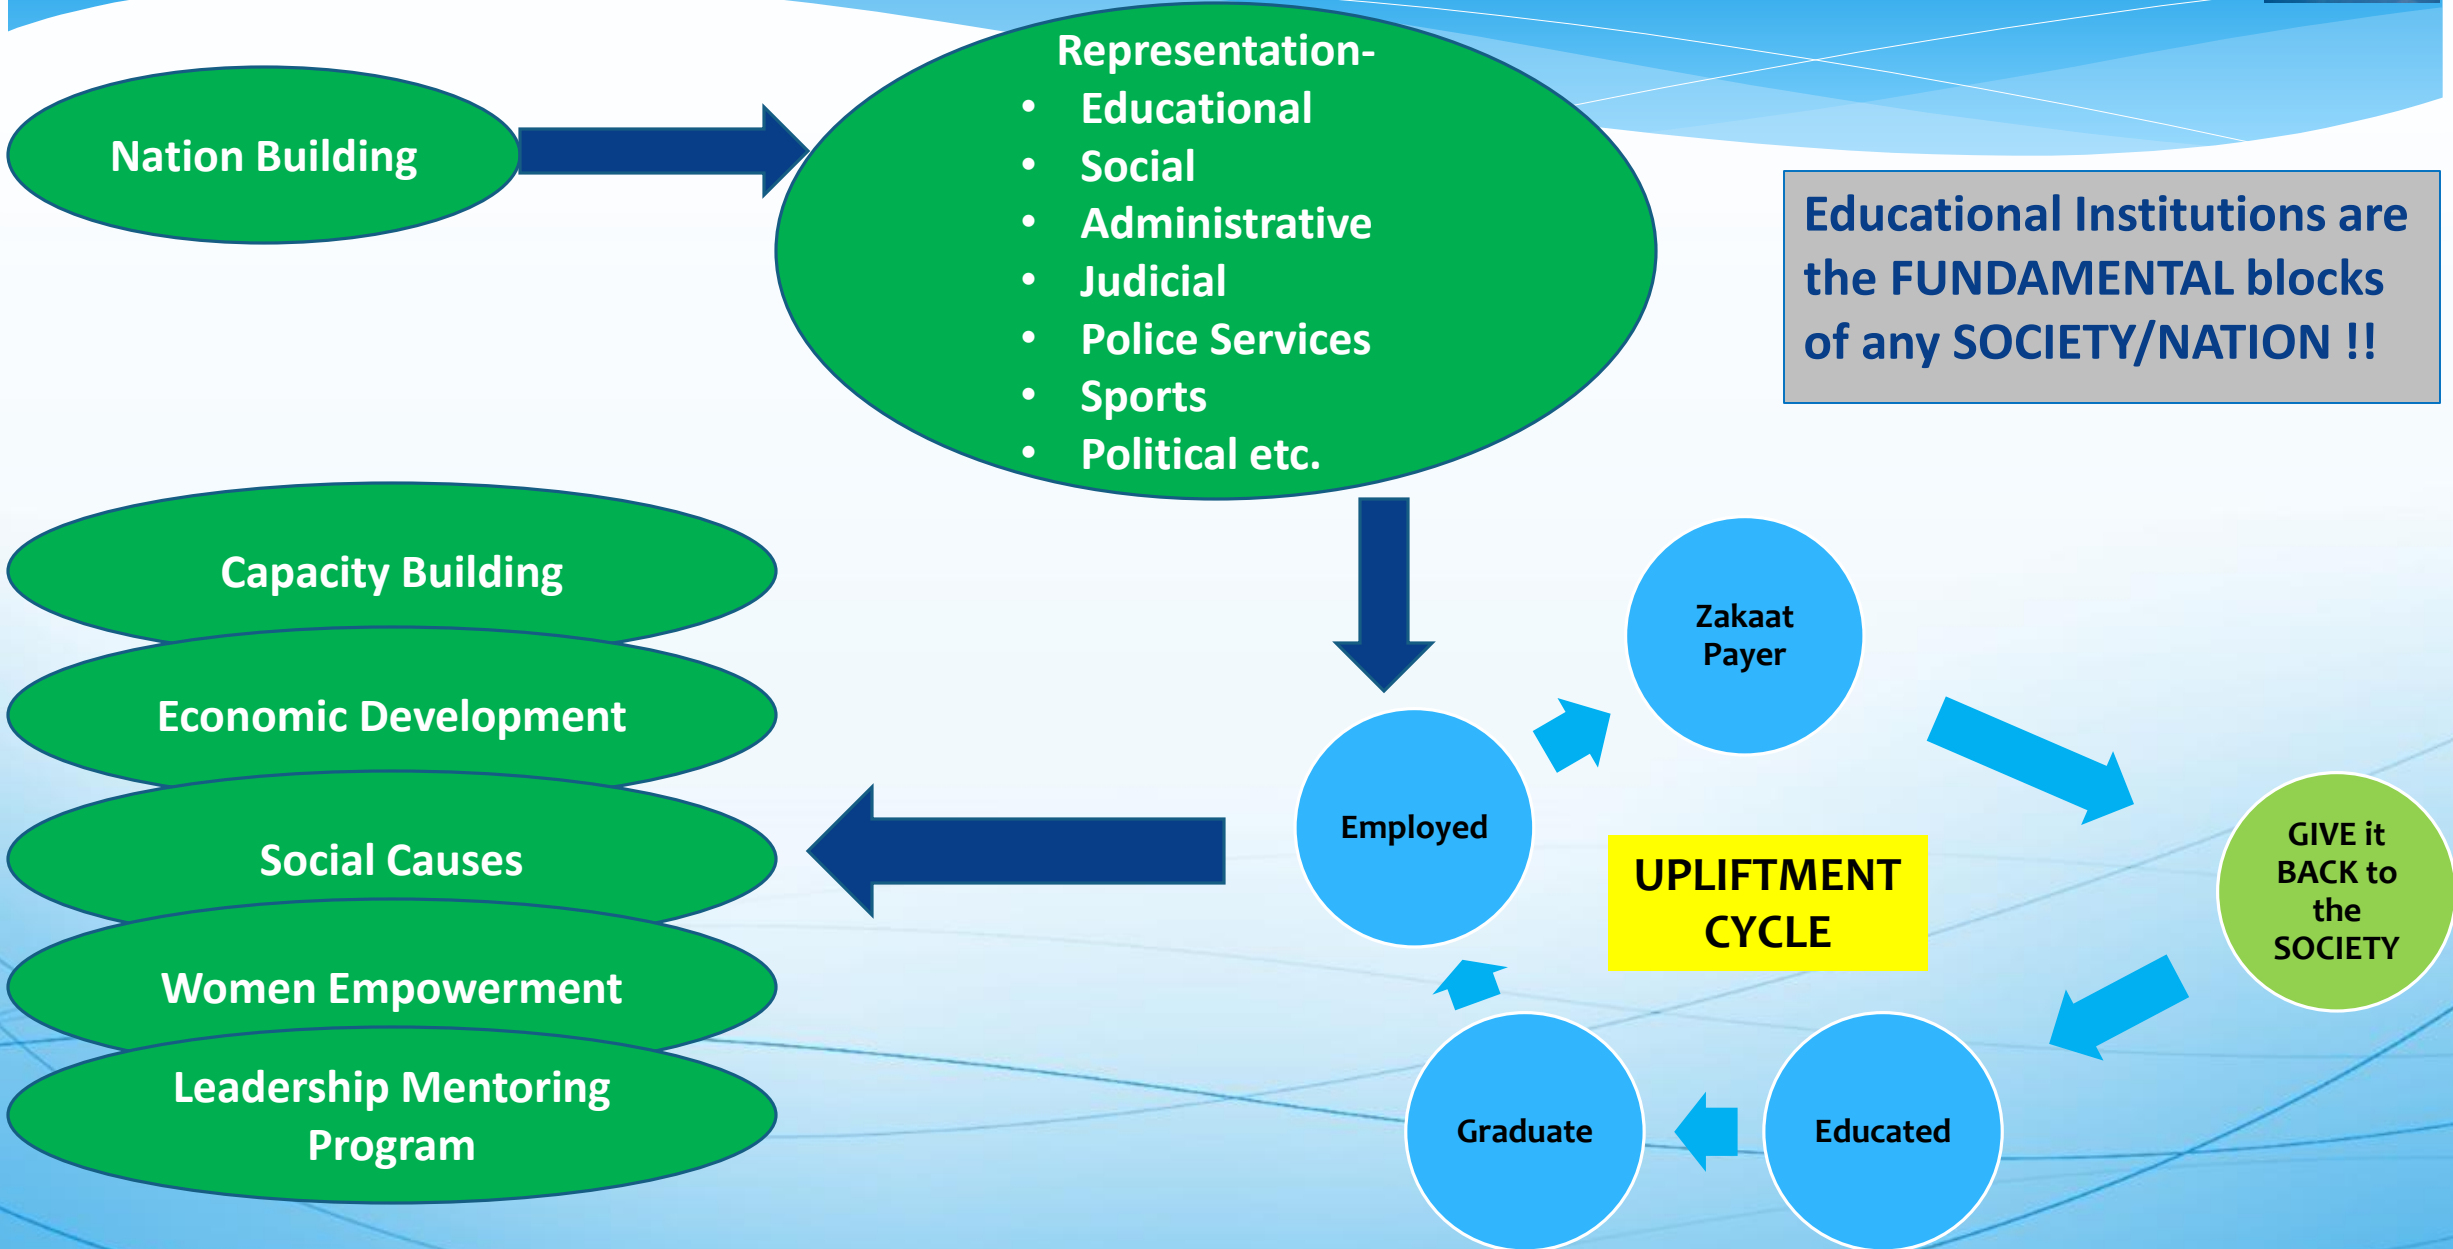 Nation Building
Representation-
• Educational
• Social
• Administrative
• Judicial
• Police Services
• Sports
• Political etc.
Educational Institutions are
the FUNDAMENTAL blocks
of any SOCIETY/NATION !!
Capacity Building
Economic Development
Social Causes
Women Empowerment
Leadership Mentoring
Program
Zakaat
Payer
Employed
UPLIFTMENT
CYCLE
GIVE it
BACK to
the
SOCIETY
Graduate
Educated